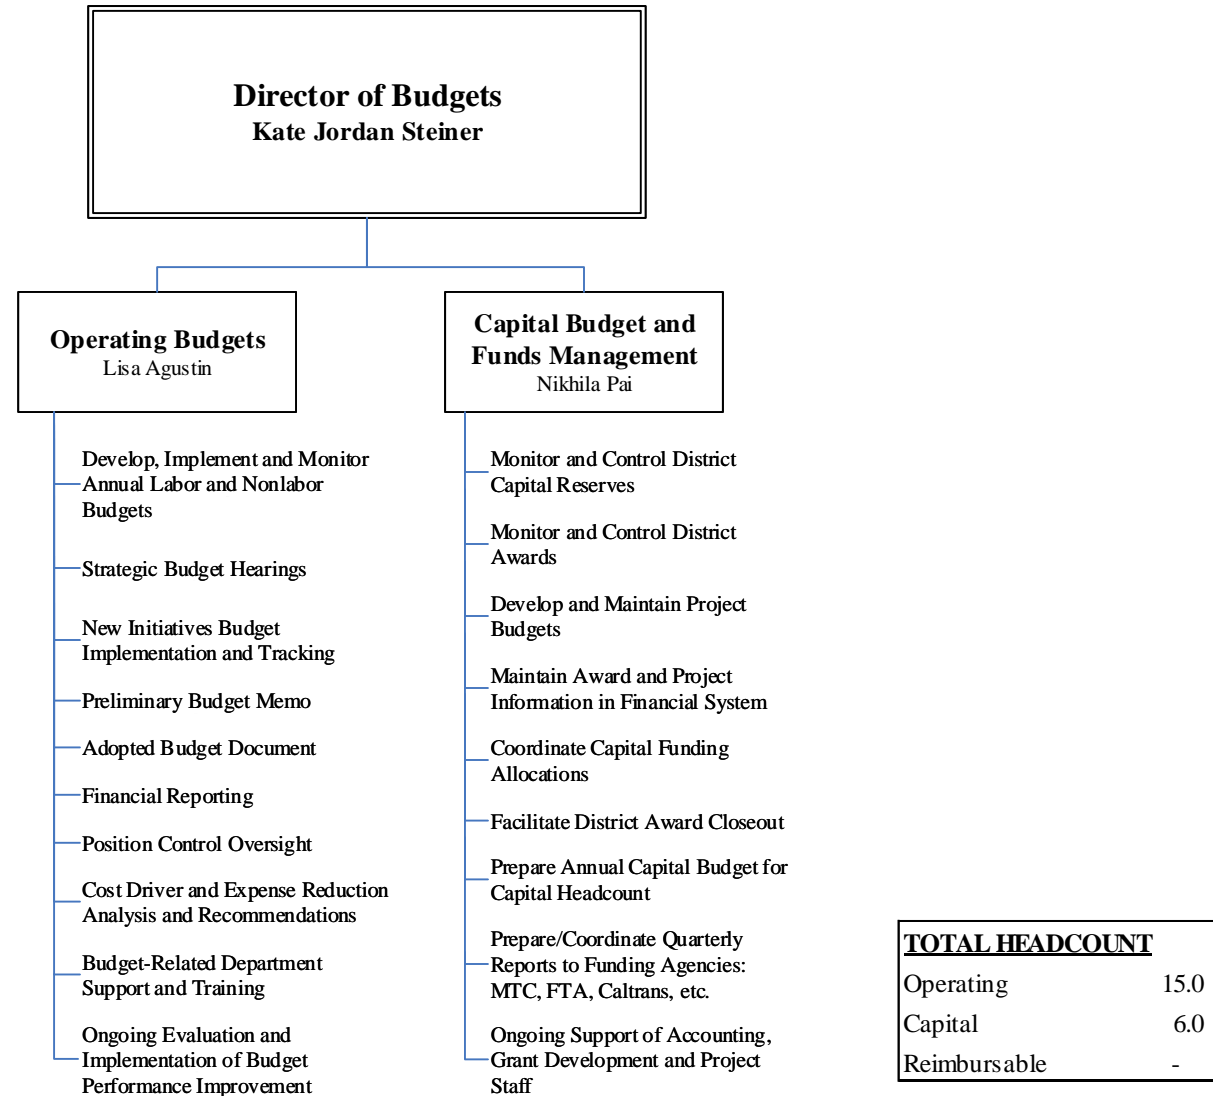 Director of Budgets
Kate Jordan Steiner
Operating Budgets
Lisa Agustin
Develop, Implement and Monitor
Annual Labor and Nonlabor
Budgets
Strategic Budget Hearings
New Initiatives Budget
Implementation and Tracking
Preliminary Budget Memo
Adopted Budget Document
Financial Reporting
Position Control Oversight
Cost Driver and Expense Reduction
Analysis and Recommendations
Budget-Related Department
Support and Training
Ongoing Evaluation and
Implementation of Budget
Performance Improvement
Capital Budget and
Funds Management
Nikhila Pai
Monitor and Control District
Capital Reserves
Monitor and Control District
Awards
Develop and Maintain Project
Budgets
Maintain Award and Project
Information in Financial System
Coordinate Capital Funding
Allocations
Facilitate District Award Closeout
Prepare Annual Capital Budget for
Capital Headcount
Prepare/Coordinate Quarterly
Reports to Funding Agencies:
MTC, FTA, Caltrans, etc.
Ongoing Support of Accounting,
Grant Development and Project
Staff
TOTAL HEADCOUNT
Operating 15.0
Capital 6.0
Reimbursable -